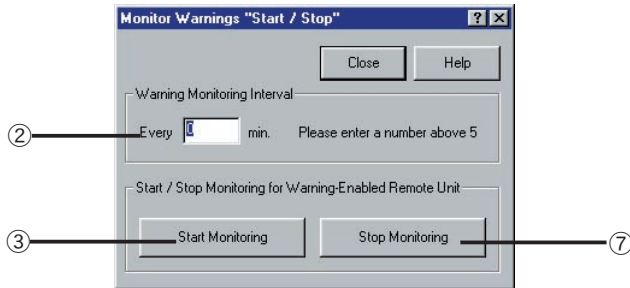 Monitor Warnings "Start / Stop"
Close Help
Warning Monitoring Interval
② Every 0 min. Please enter a number above 5
Start / Stop Monitoring for Warning-Enabled Remote Unit
③ Start Monitoring Stop Monitoring ⑦